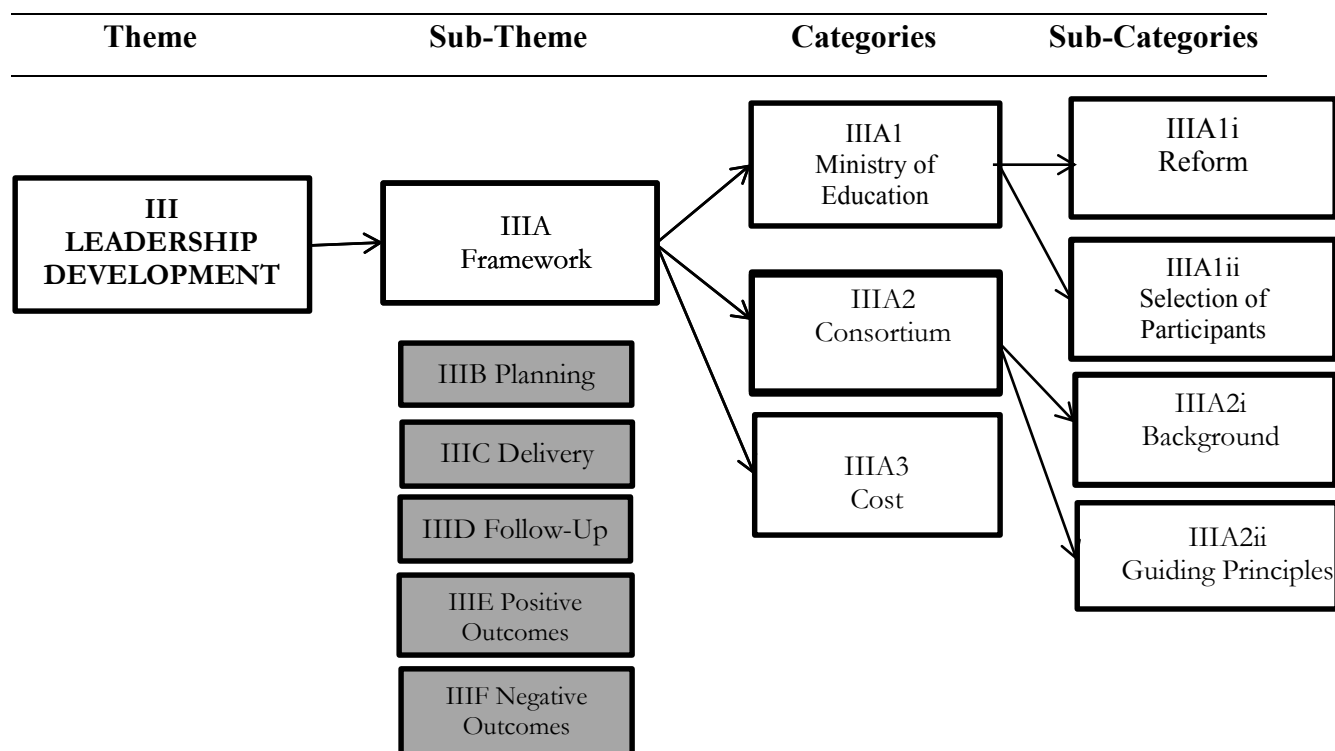 Theme Sub-Theme Categories Sub-Categories
III
LEADERSHIP
DEVELOPMENT
IIIA
Framework
IIIB Planning
IIIC Delivery
IIID Follow-Up
IIIE Positive
Outcomes
IIIF Negative
Outcomes
IIIA1
Ministry of
Education
IIIA2
Consortium
IIIA3
Cost
IIIA1i
Reform
IIIA1ii
Selection of
Participants
IIIA2i
Background
IIIA2ii
Guiding Principles